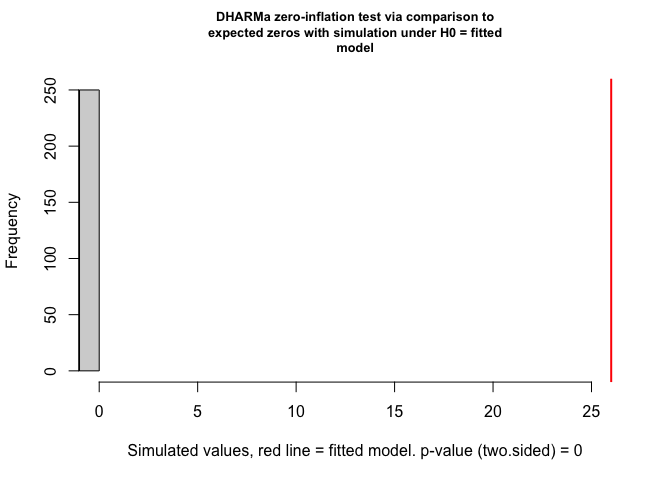 DHARMa zero-inflation test via comparison to
expected zeros with simulation under H0 = fitted
model
250
200
150
100
50
0
Frequency
0 5 10 15 20 25
Simulated values, red line = fitted model. p-value (two.sided) = 0